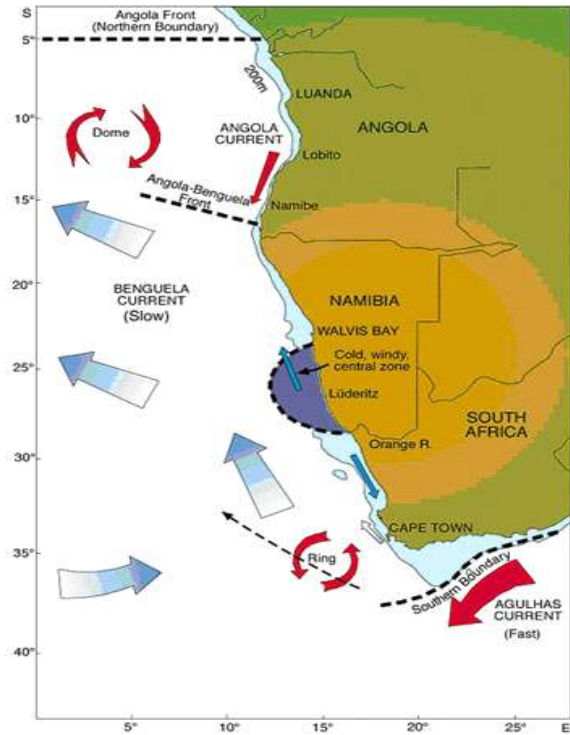 S
Angola Front
(Northern Boundary)
5°
200m
LUANDA
10°
Dome
ANGOLA
CURRENT
ANGOLA
Lobito
15°
Angola-Benguela
Front
Namibe
20°
BENGUELA
CURRENT
(Slow)
NAMIBIA
WALVIS BAY
Cold, windy,
central zone
25°
Lüderitz
SOUTH
AFRICA
Orange R.
30°
CAPE TOWN
35°
Ring
Southern Boundary
AGULHAS
CURRENT
(Fast)
40°
5°
10°
15°
20°
25°
E